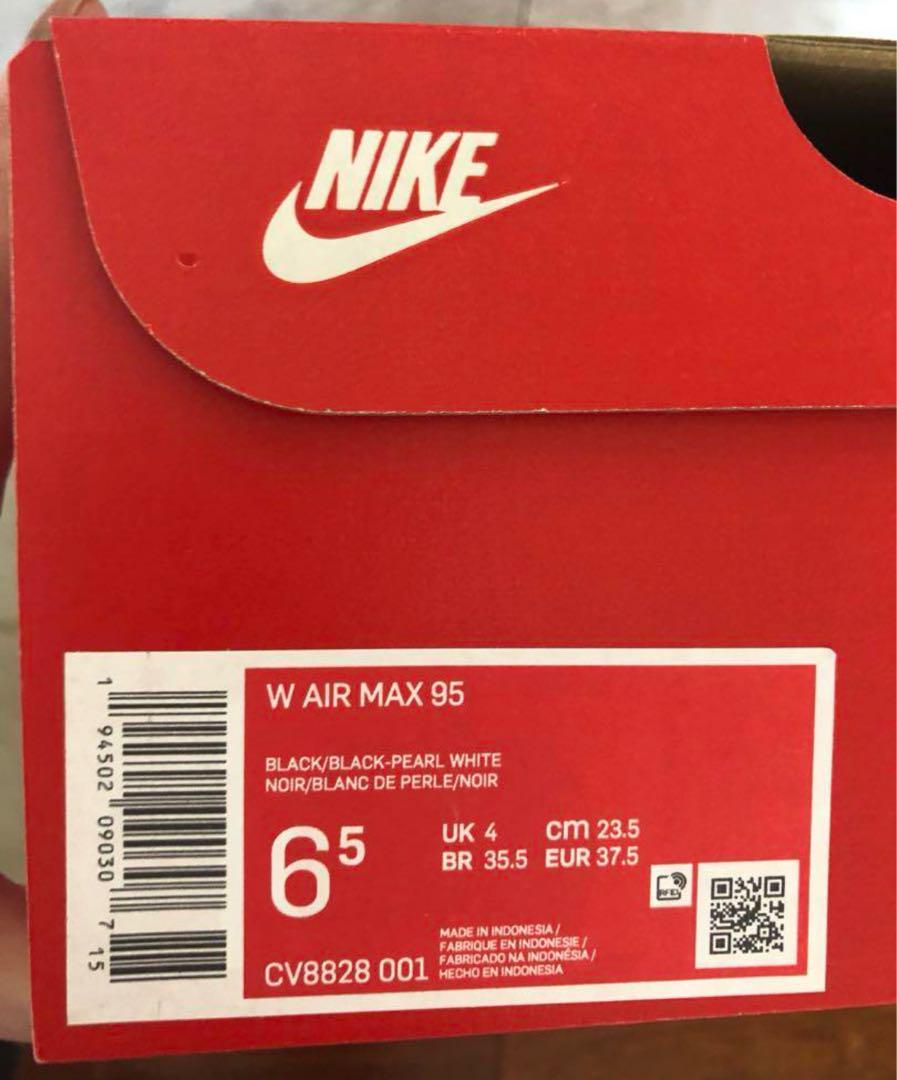 NIKE
W AIR MAX 95
BLACK/BLACK-PEARL WHITE
NOIR/BLANC DE PERLE/NOIR
6⁵
UK 4 cm 23.5
BR 35.5 EUR 37.5
RFID
MADE IN INDONESIA /
FABRIQUE EN INDONESIE /
FABRICADO NA INDONÉSIA /
HECHO EN INDONESIA
CV8828 001
1 94502 09030 7 15